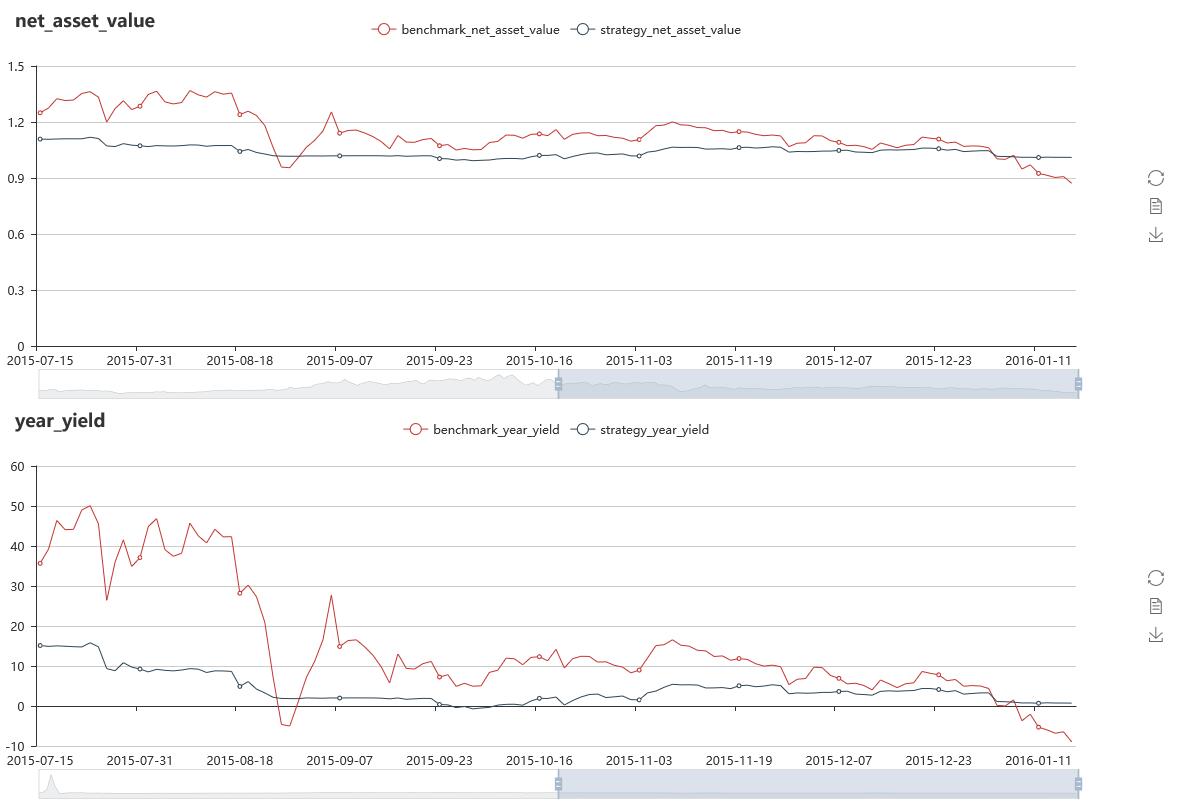 net_asset_value
benchmark_net_asset_value strategy_net_asset_value
1.5
1.2
0.9
0.6
0.3
0
2015-07-15 2015-07-31 2015-08-18 2015-09-07 2015-09-23 2015-10-16 2015-11-03 2015-11-19 2015-12-07 2015-12-23 2016-01-11
year_yield
benchmark_year_yield strategy_year_yield
60
50
40
30
20
10
0
-10
2015-07-15 2015-07-31 2015-08-18 2015-09-07 2015-09-23 2015-10-16 2015-11-03 2015-11-19 2015-12-07 2015-12-23 2016-01-11